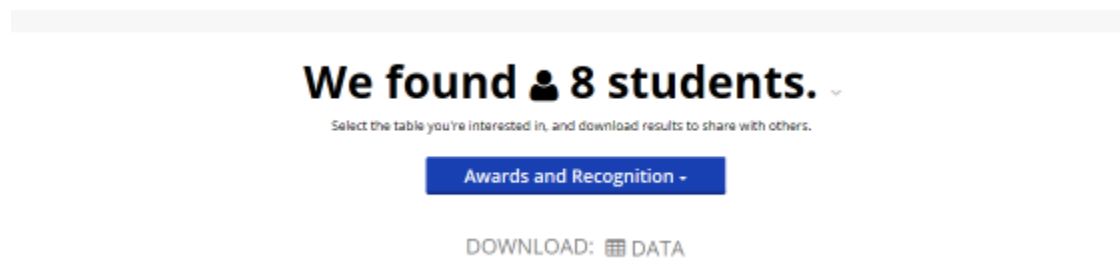 We found 8 students.
Select the table you're interested in, and download results to share with others.
Awards and Recognition
DOWNLOAD: DATA